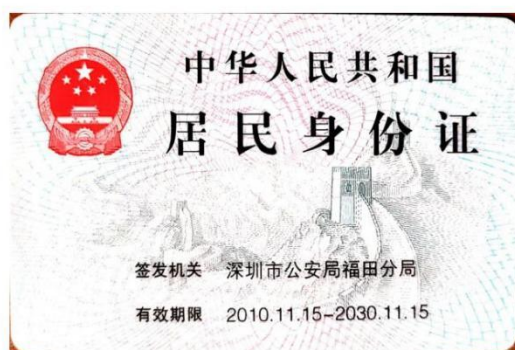 中华人民共和国
居民身份证
签发机关 深圳市公安局福田分局
有效期限 2010.11.15-2030.11.15